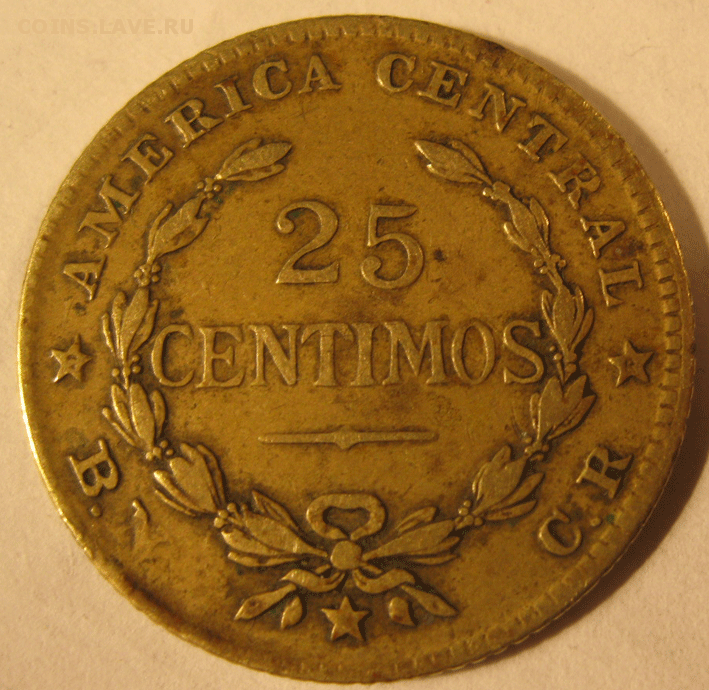 COINS.LAVE.RU
AMERICA CENTRAL
25
CENTIMOS
B.
C.R